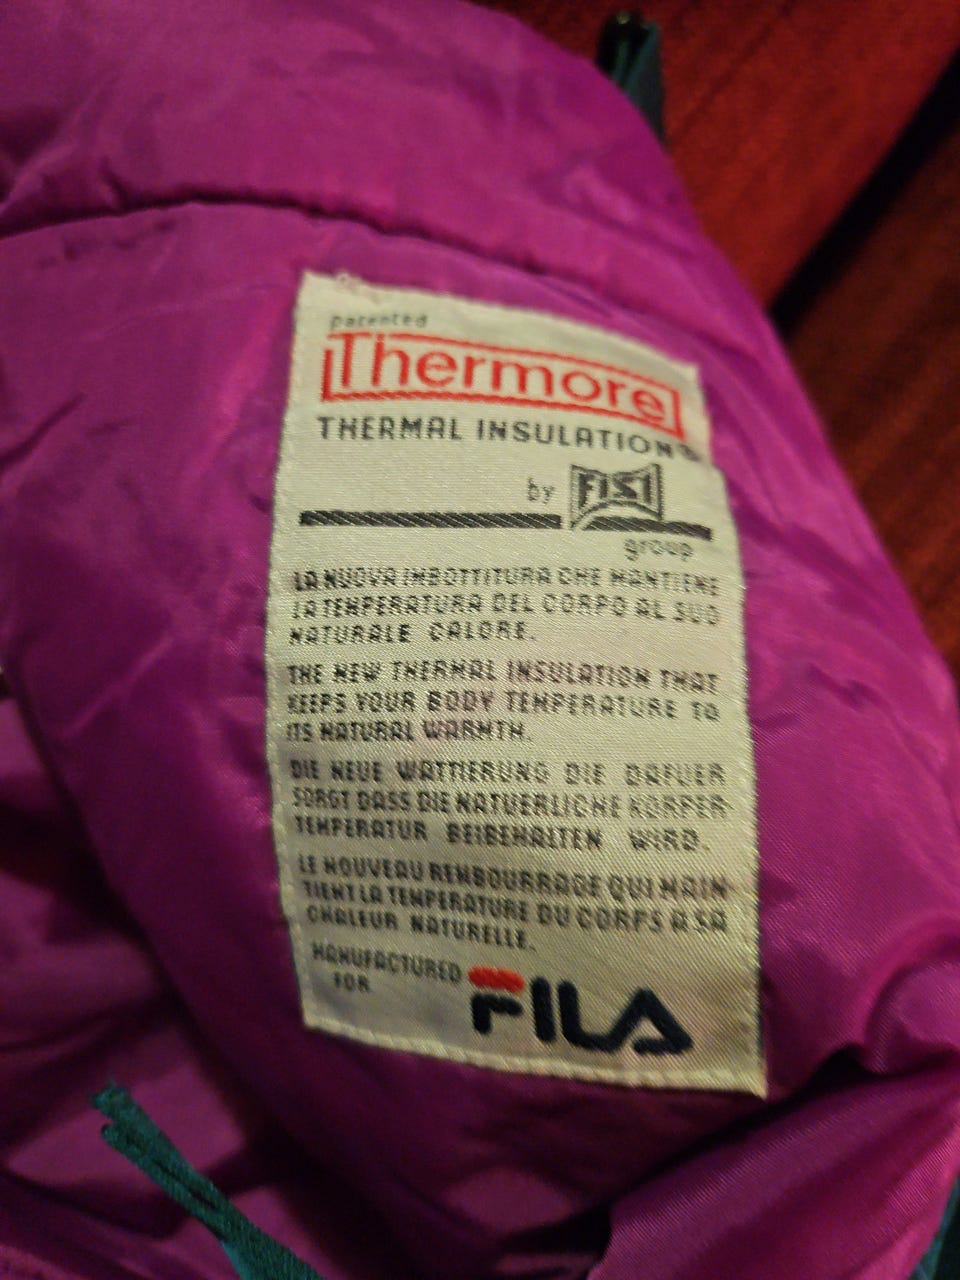 patented
Thermore
THERMAL INSULATION®
by FISI
group
LA NUOVA IMBOTTITURA CHE MANTIENE
LA TEMPERATURA DEL CORPO AL SUO
NATURALE CALORE.
THE NEW THERMAL INSULATION THAT
KEEPS YOUR BODY TEMPERATURE TO
ITS NATURAL WARMTH.
DIE NEUE WATTIERUNG DIE DAFUER
SORGT DASS DIE NATUERLICHE KÖRPER-
TEMPERATUR BEIBEHALTEN WIRD.
LE NOUVEAU REMBOURRAGE QUI MAIN-
TIENT LA TEMPERATURE DU CORPS A SA
CHALEUR NATURELLE.
MANUFACTURED
FOR
FILA